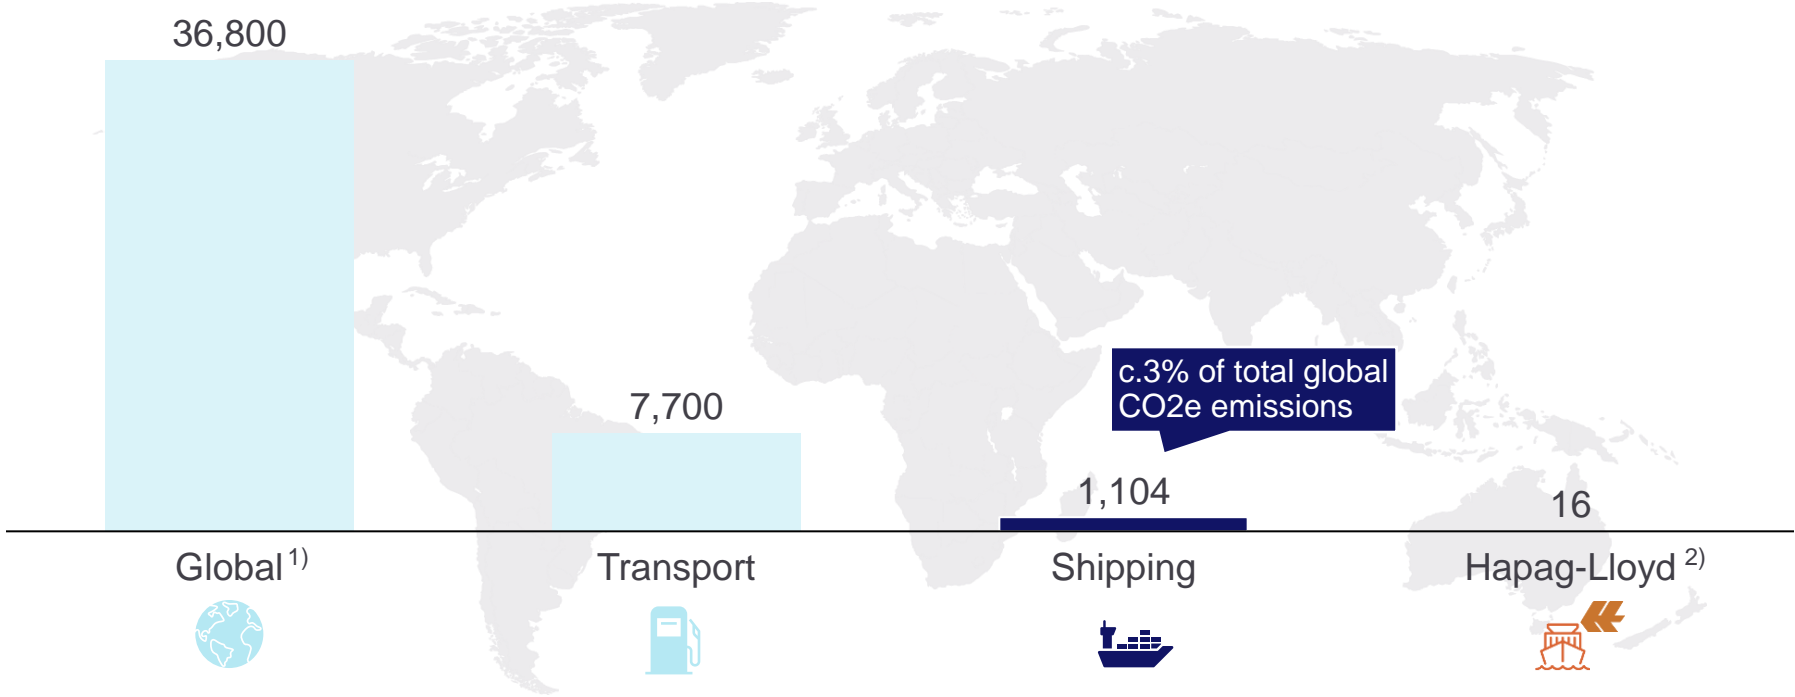 36,800
7,700
c.3% of total global
CO2e emissions
1,104
16
Global 1)
Transport
Shipping
Hapag-Lloyd 2)